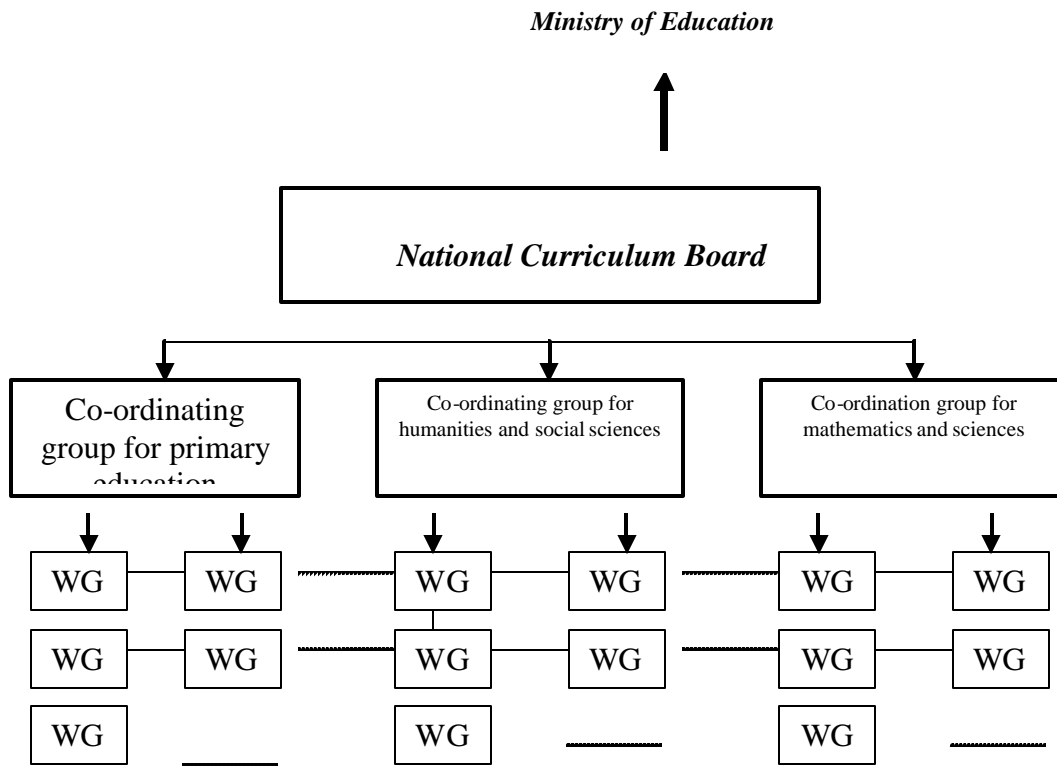 Ministry of Education
National Curriculum Board
Co-ordinating
group for primary
education
Co-ordinating group for
humanities and social sciences
Co-ordination group for
mathematics and sciences
WG WG WG WG WG WG
WG WG WG WG WG WG
WG WG WG